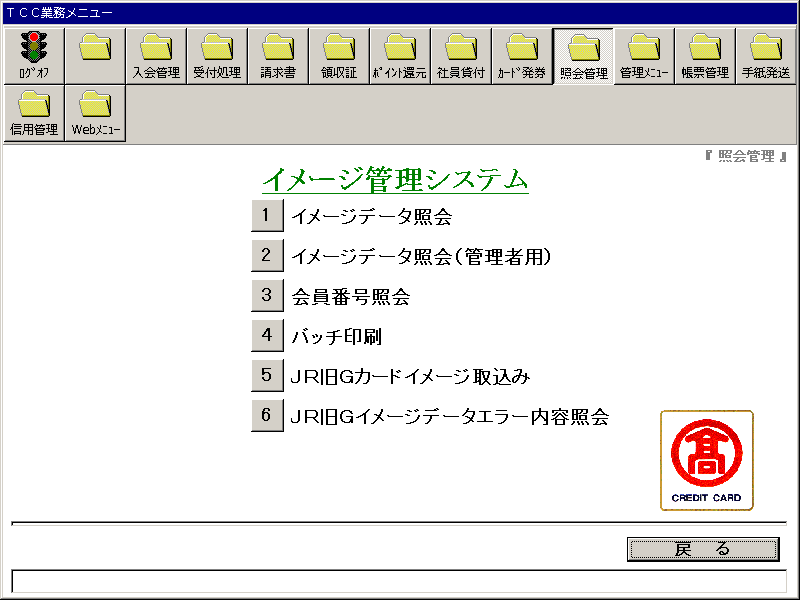 ＴＣＣ業務メニュー
ﾛｸﾞｵﾌ 入会管理 受付処理 請求書 領収証 ﾎﾟｲﾝﾄ還元 社員貸付 ｶｰﾄﾞ発券 照会管理 管理ﾒﾆｭｰ 帳票管理 手紙発送
信用管理 Webﾒﾆｭｰ
『 照会管理 』
イメージ管理システム
1 イメージデータ照会
2 イメージデータ照会(管理者用)
3 会員番号照会
4 バッチ印刷
5 ＪＲ旧Ｇカードイメージ取込み
6 ＪＲ旧Ｇイメージデータエラー内容照会
髙
CREDIT CARD
戻　る